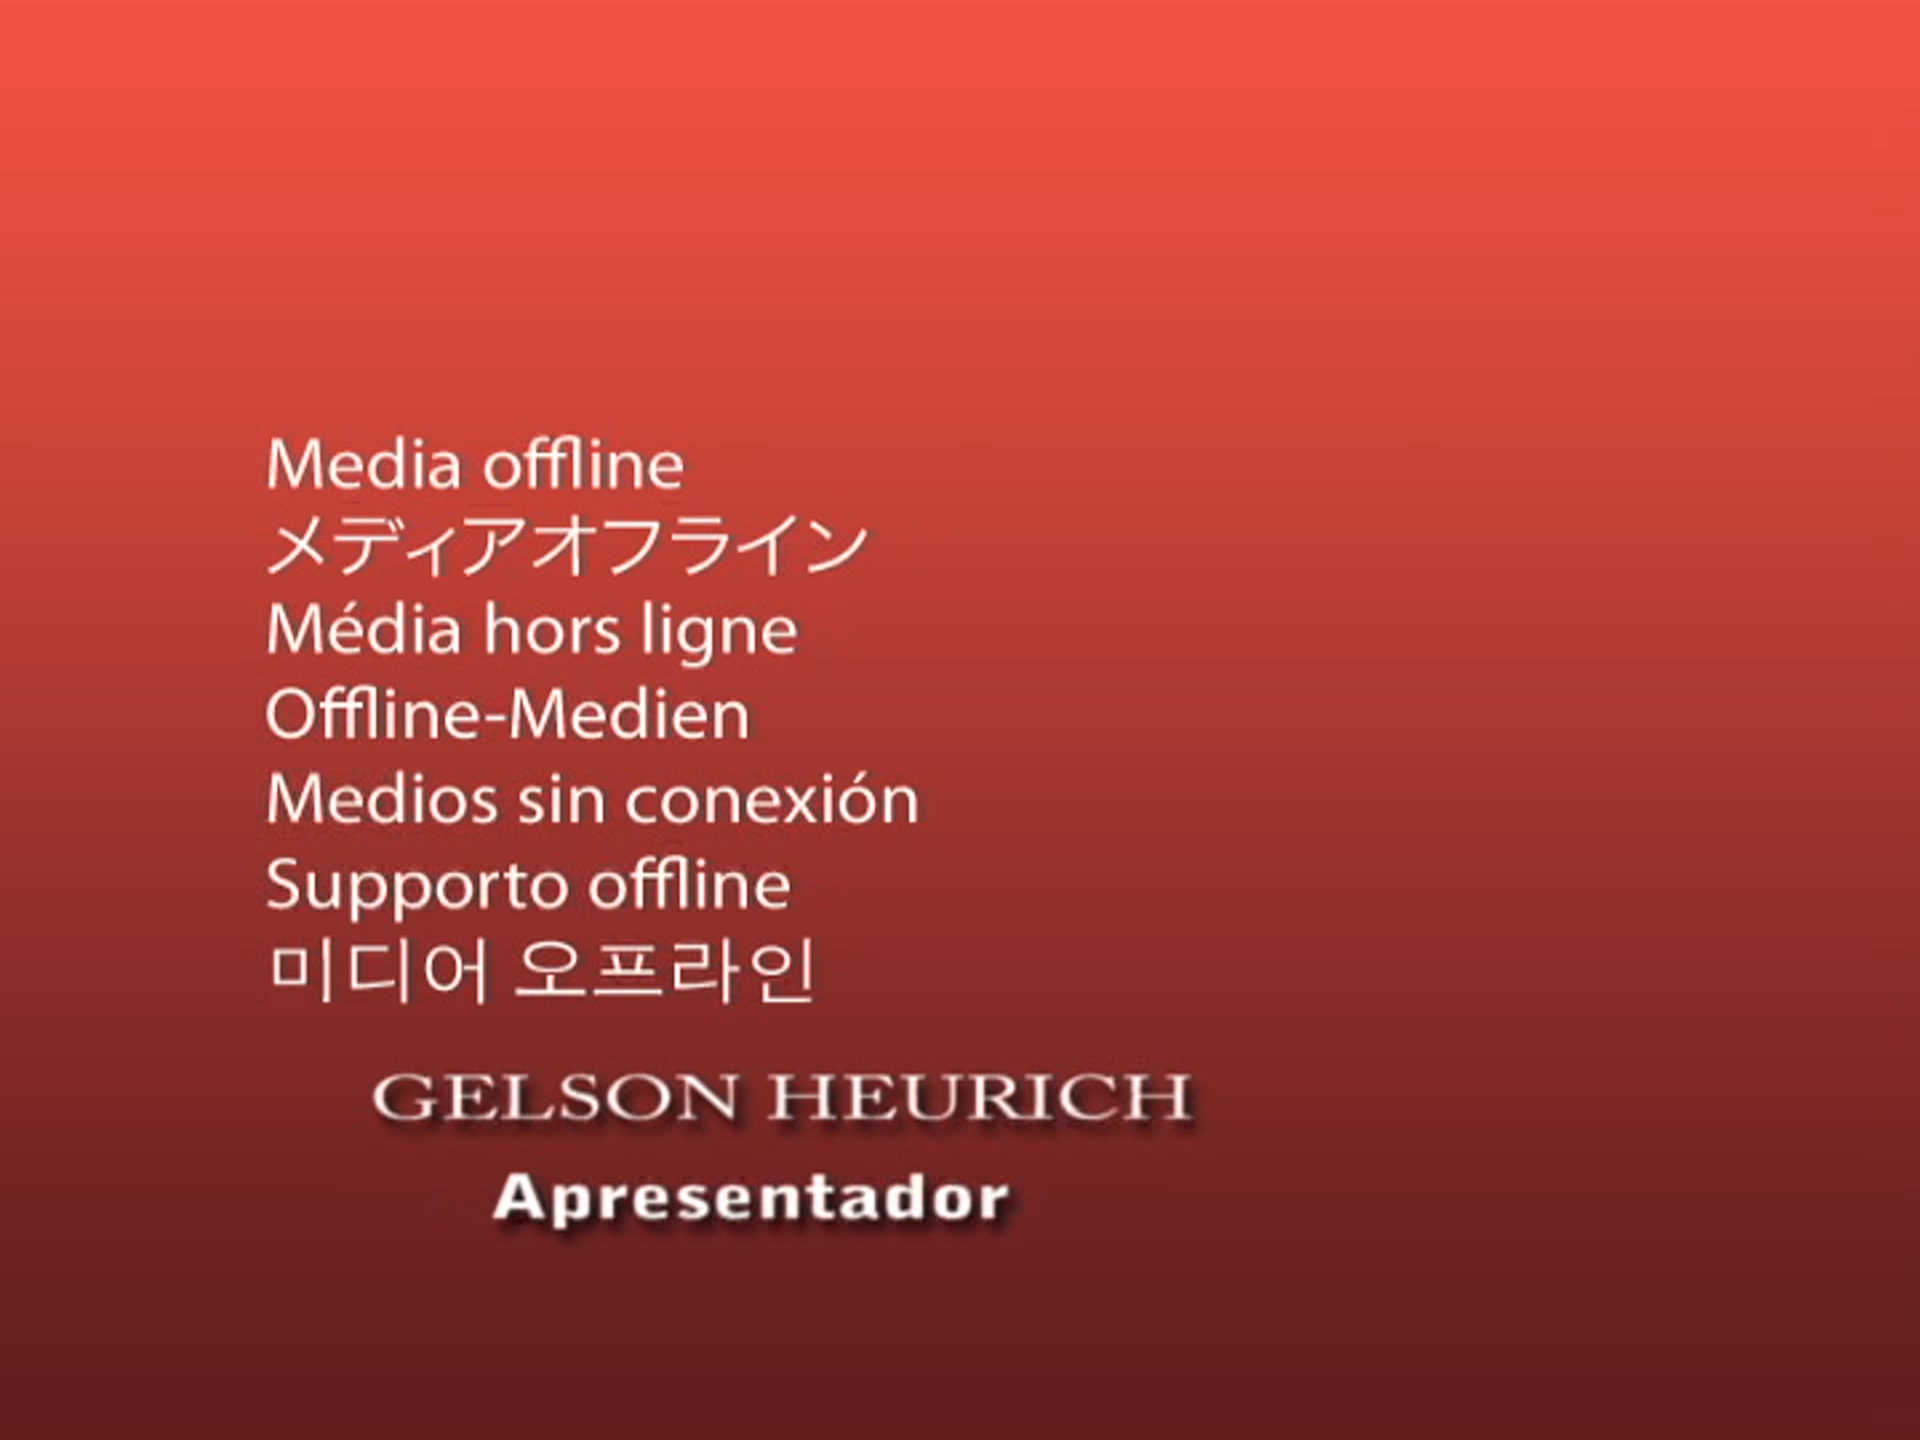 Media offline
メディアオフライン
Média hors ligne
Offline-Medien
Medios sin conexión
Supporto offline
미디어 오프라인
GELSON HEURICH
Apresentador